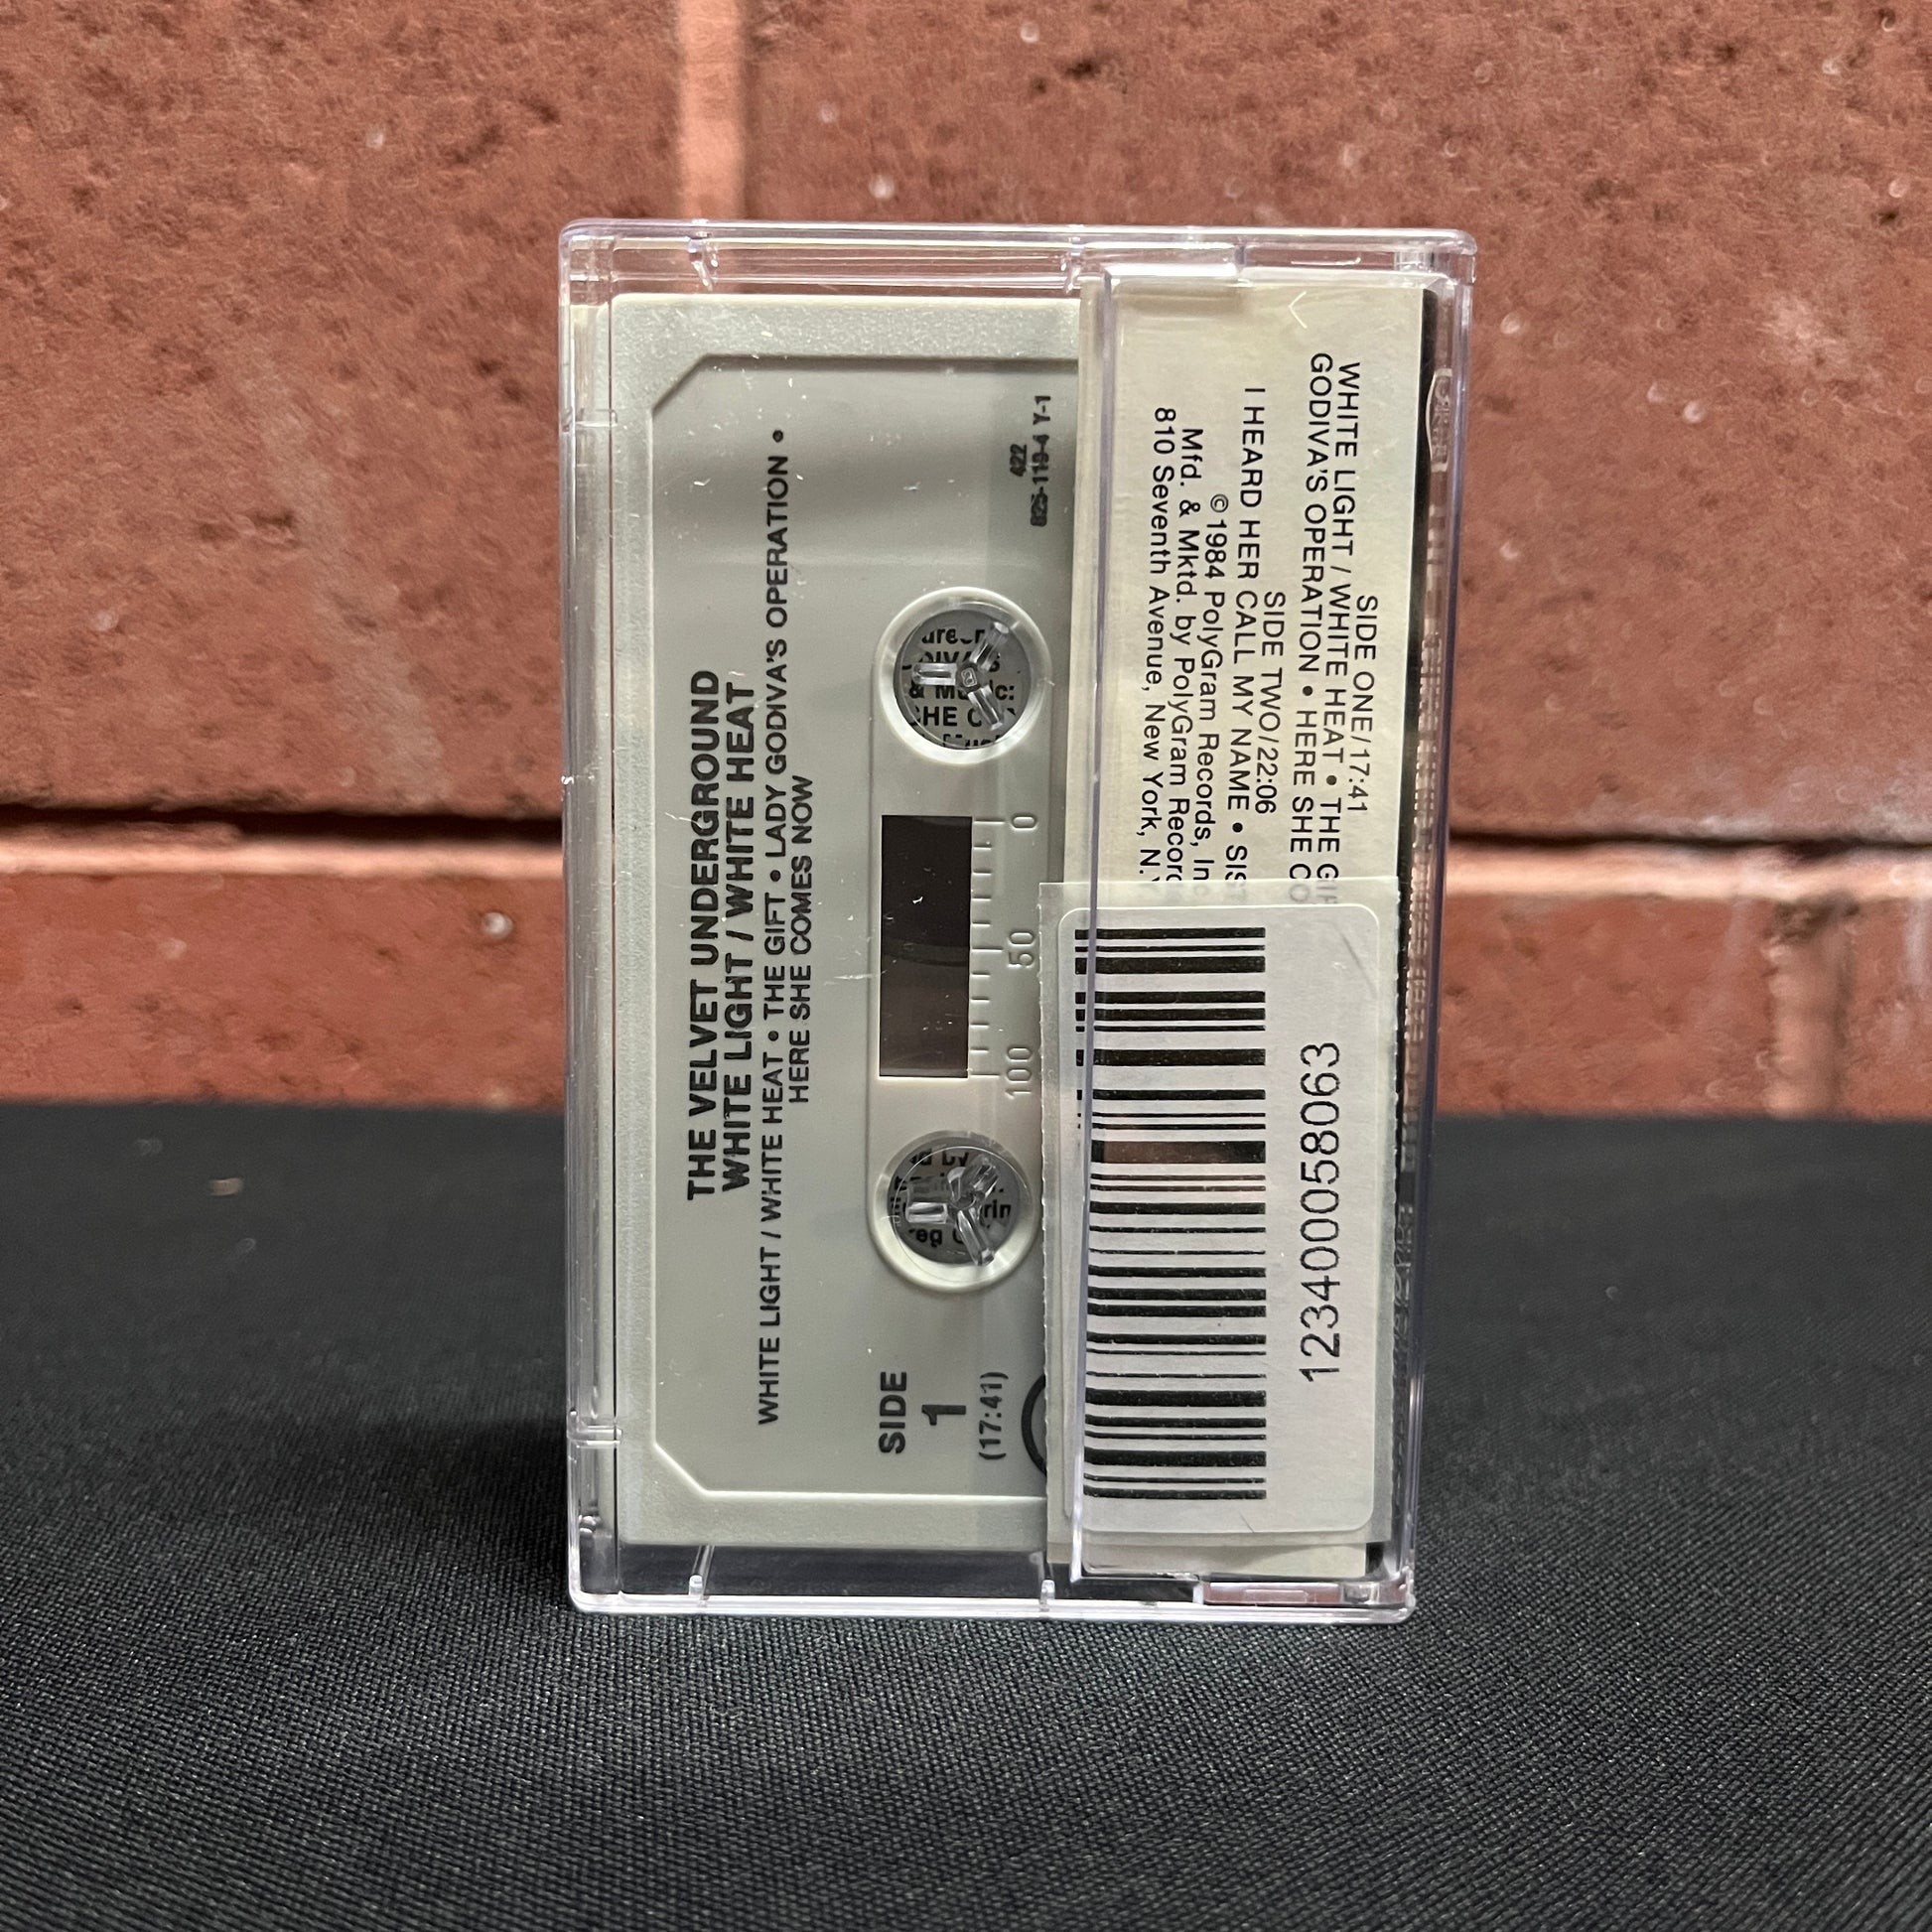 THE VELVET UNDERGROUND
WHITE LIGHT / WHITE HEAT
WHITE LIGHT / WHITE HEAT • THE GIFT • LADY GODIVA'S OPERATION •
HERE SHE COMES NOW
SIDE
1
(17:41)
0
50
100
422
825-119-4 Y-1
SIDE ONE/17:41
WHITE LIGHT / WHITE HEAT • THE
GODIVA'S OPERATION • HERE SHE
SIDE TWO/22:06
I HEARD HER CALL MY NAME •
©1984 PolyGram Records,
Mfd. & Mktd. by PolyGram
810 Seventh Avenue, New York,
123400058063